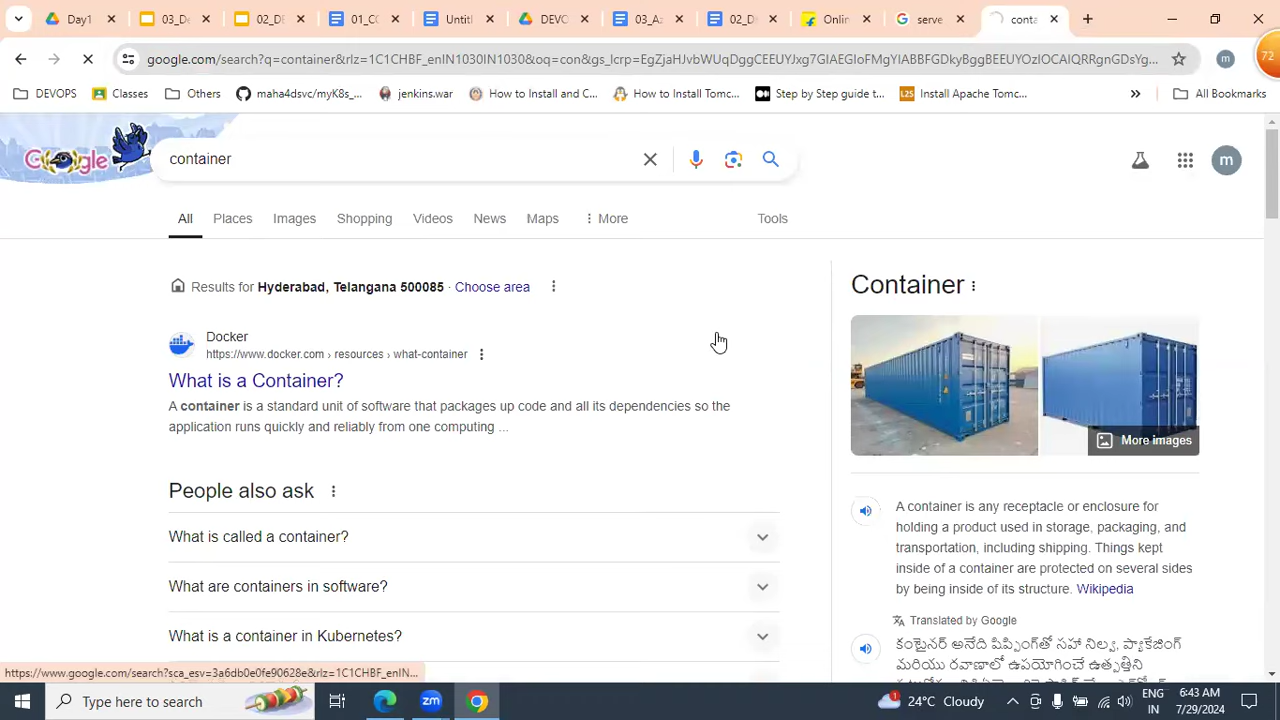 Day1
03_De
02_DE
01_CC
Untitl
DEVO
03_Az
02_De
Onlin
serve
conta
google.com/search?q=container&rlz=1C1CHBF_enIN1030IN1030&oq=con&gs_lcrp=
72
DEVOPS
Classes
Others
maha4dsvc/myK8s_...
jenkins.war
How to Install and C...
How to Install Tomc...
Step by Step guide t...
Install Apache Tomc...
All Bookmarks
Google
container
m
All
Places
Images
Shopping
Videos
News
Maps
More
Tools
Results for Hyderabad, Telangana 500085 · Choose area
Docker
https://www.docker.com › resources › what-container
What is a Container?
A container is a standard unit of software that packages up code and all its dependencies so the
application runs quickly and reliably from one computing ...
People also ask
What is called a container?
What are containers in software?
What is a container in Kubernetes?
Container
More images
A container is any receptacle or enclosure for
holding a product used in storage, packaging, and
transportation, including shipping. Things kept
inside of a container are protected on several sides
by being inside of its structure. Wikipedia
Translated by Google
కంటైనర్ అనేది షిప్పింగ్‌తో సహా నిల్వ, ప్యాకేజింగ్
మరియు రవాణాలో ఉపయోగించే ఉత్పత్తిని
https://www.google.com/search?sca_esv=3a6db0e0fe90628e&rlz=1C1CHBF_enIN...
Type here to search
1
24°C Cloudy
ENG
IN
6:43 AM
7/29/2024